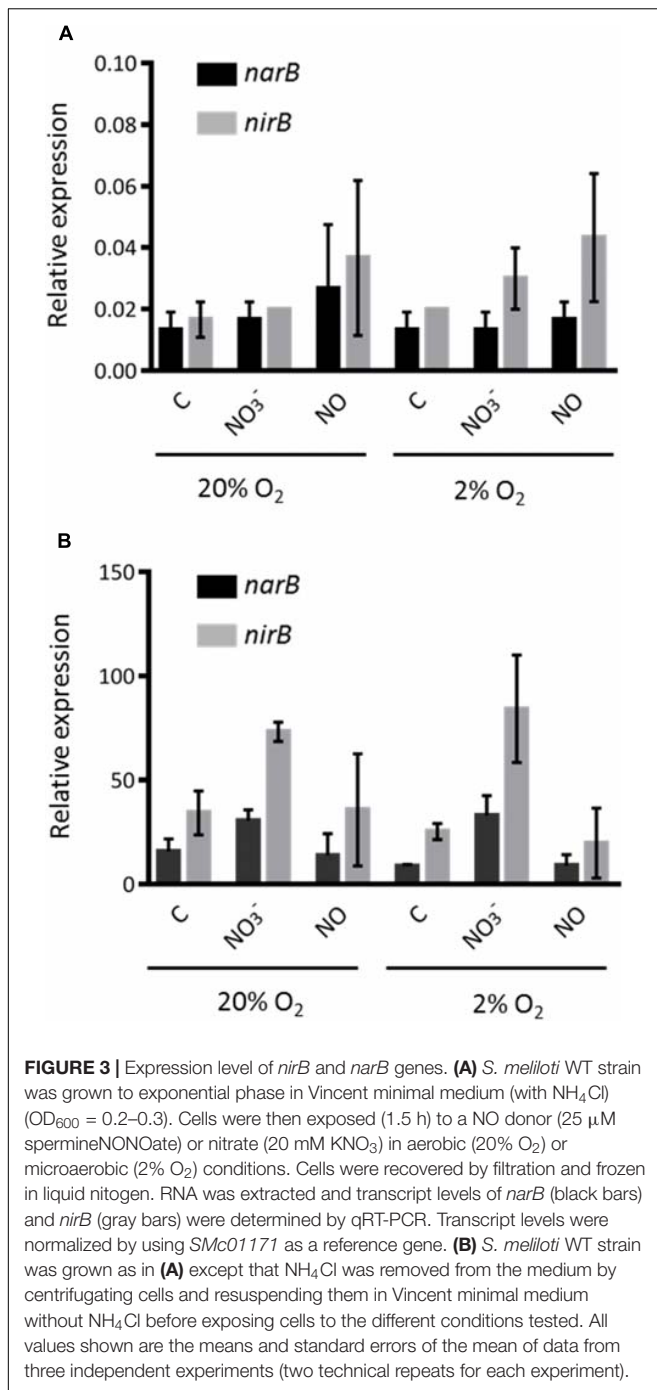 A
0.10
0.08
0.06
0.04
0.02
0.00
Relative expression
narB
nirB
C
NO₃⁻
NO
C
NO₃⁻
NO
20% O₂
2% O₂
B
150
100
50
0
Relative expression
narB
nirB
C
NO₃⁻
NO
C
NO₃⁻
NO
20% O₂
2% O₂
FIGURE 3 | Expression level of nirB and narB genes. (A) S. meliloti WT strain
was grown to exponential phase in Vincent minimal medium (with NH₄Cl)
(OD₆₀₀ = 0.2–0.3). Cells were then exposed (1.5 h) to a NO donor (25 μM
spermineNONOate) or nitrate (20 mM KNO₃) in aerobic (20% O₂) or
microaerobic (2% O₂) conditions. Cells were recovered by filtration and frozen
in liquid nitogen. RNA was extracted and transcript levels of narB (black bars)
and nirB (gray bars) were determined by qRT-PCR. Transcript levels were
normalized by using SMc01171 as a reference gene. (B) S. meliloti WT strain
was grown as in (A) except that NH₄Cl was removed from the medium by
centrifugating cells and resuspending them in Vincent minimal medium
without NH₄Cl before exposing cells to the different conditions tested. All
values shown are the means and standard errors of the mean of data from
three independent experiments (two technical repeats for each experiment).